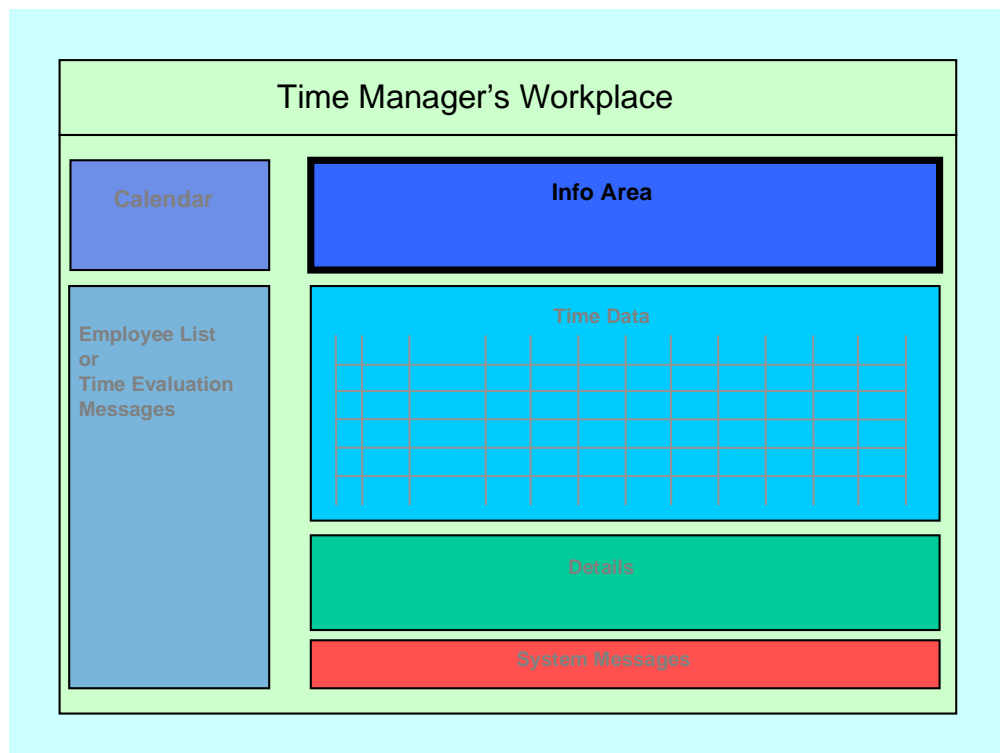 Time Manager’s Workplace
Calendar
Info Area
Employee List
or
Time Evaluation
Messages
Time Data
Details
System Messages